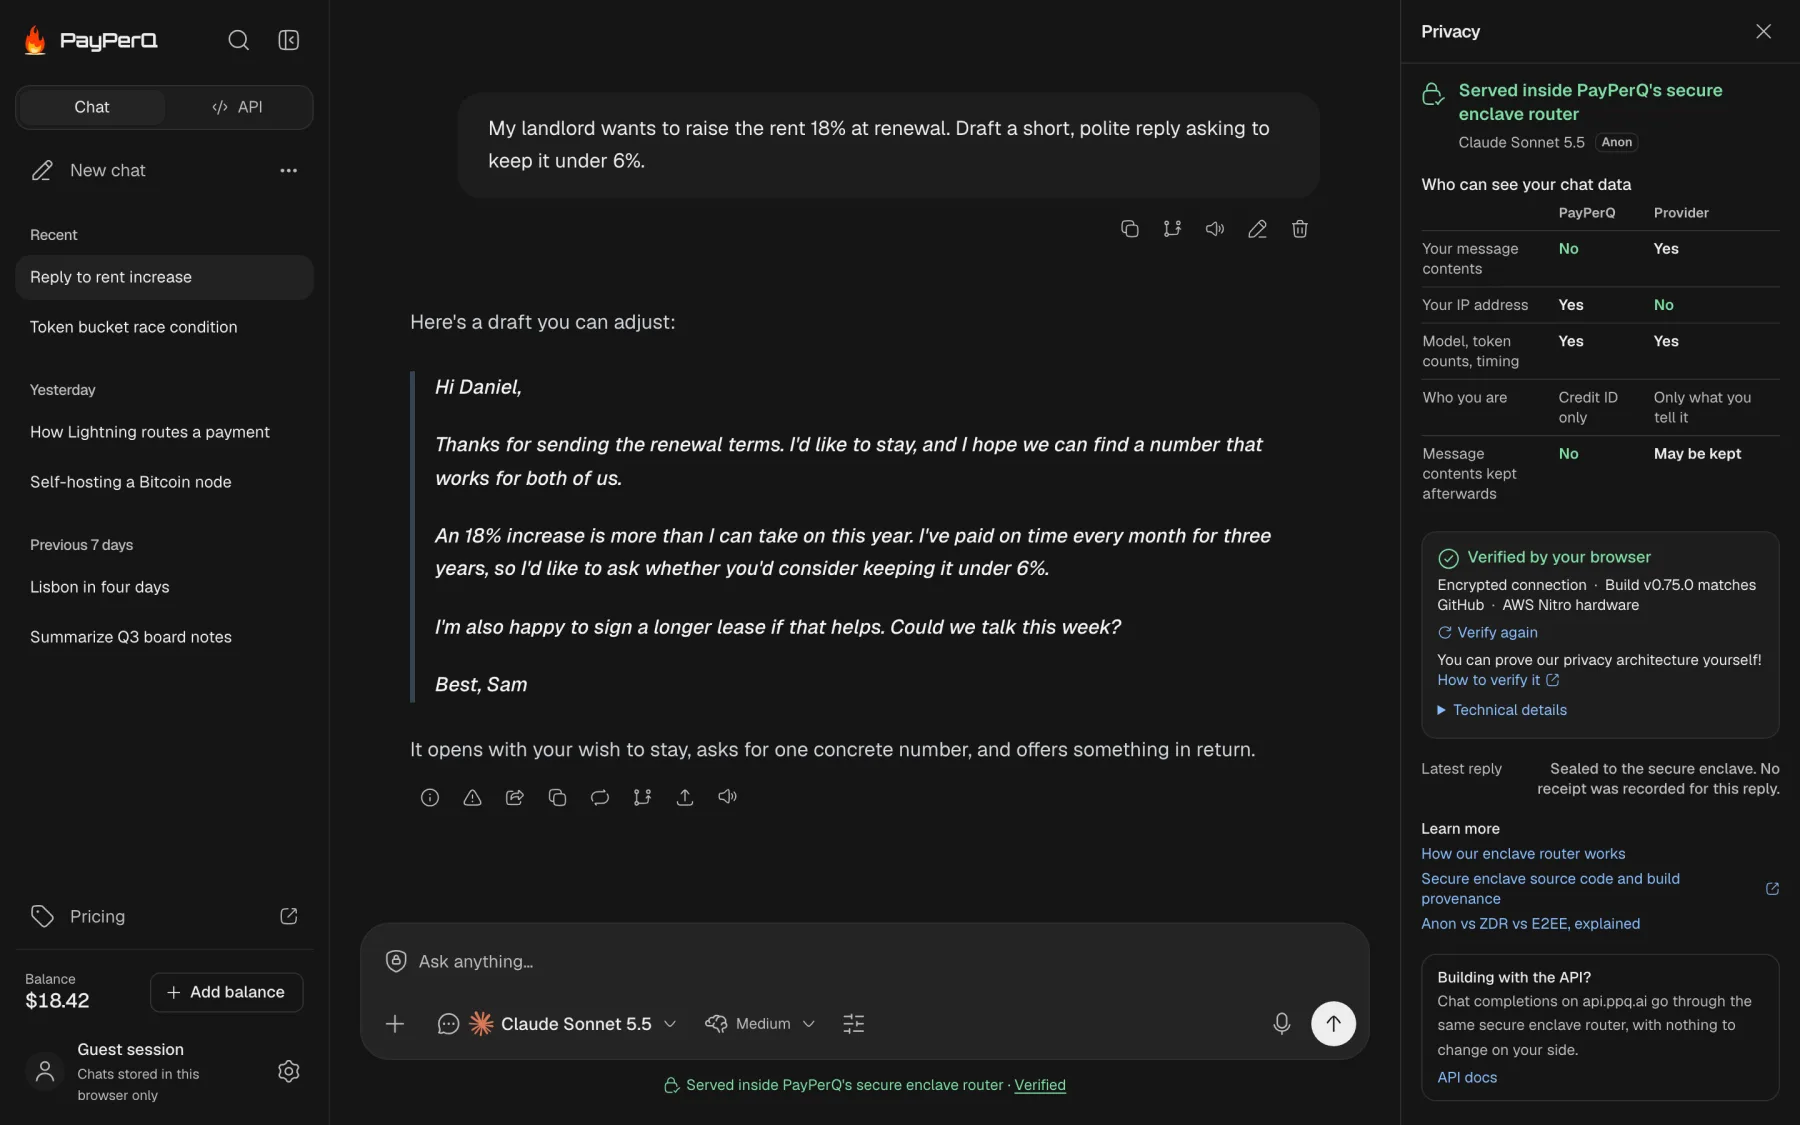 PayPerQ
Chat
</> API
New chat
Recent
Reply to rent increase
Token bucket race condition
Yesterday
How Lightning routes a payment
Self-hosting a Bitcoin node
Previous 7 days
Lisbon in four days
Summarize Q3 board notes
Pricing
Balance
$18.42
+ Add balance
Guest session
Chats stored in this
browser only
My landlord wants to raise the rent 18% at renewal. Draft a short, polite reply asking to
keep it under 6%.
Here's a draft you can adjust:
Hi Daniel,
Thanks for sending the renewal terms. I'd like to stay, and I hope we can find a number that
works for both of us.
An 18% increase is more than I can take on this year. I've paid on time every month for three
years, so I'd like to ask whether you'd consider keeping it under 6%.
I'm also happy to sign a longer lease if that helps. Could we talk this week?
Best, Sam
It opens with your wish to stay, asks for one concrete number, and offers something in return.
Ask anything...
Claude Sonnet 5.5
Medium
Served inside PayPerQ's secure enclave router · Verified
Privacy
Served inside PayPerQ's secure
enclave router
Claude Sonnet 5.5 Anon
Who can see your chat data
PayPerQ Provider
Your message No Yes
contents
Your IP address Yes No
Model, token Yes Yes
counts, timing
Who you are Credit ID Only what you
only tell it
Message No May be kept
contents kept
afterwards
Verified by your browser
Encrypted connection · Build v0.75.0 matches
GitHub · AWS Nitro hardware
Verify again
You can prove our privacy architecture yourself!
How to verify it
Technical details
Latest reply Sealed to the secure enclave. No
receipt was recorded for this reply.
Learn more
How our enclave router works
Secure enclave source code and build
provenance
Anon vs ZDR vs E2EE, explained
Building with the API?
Chat completions on api.ppq.ai go through the
same secure enclave router, with nothing to
change on your side.
API docs